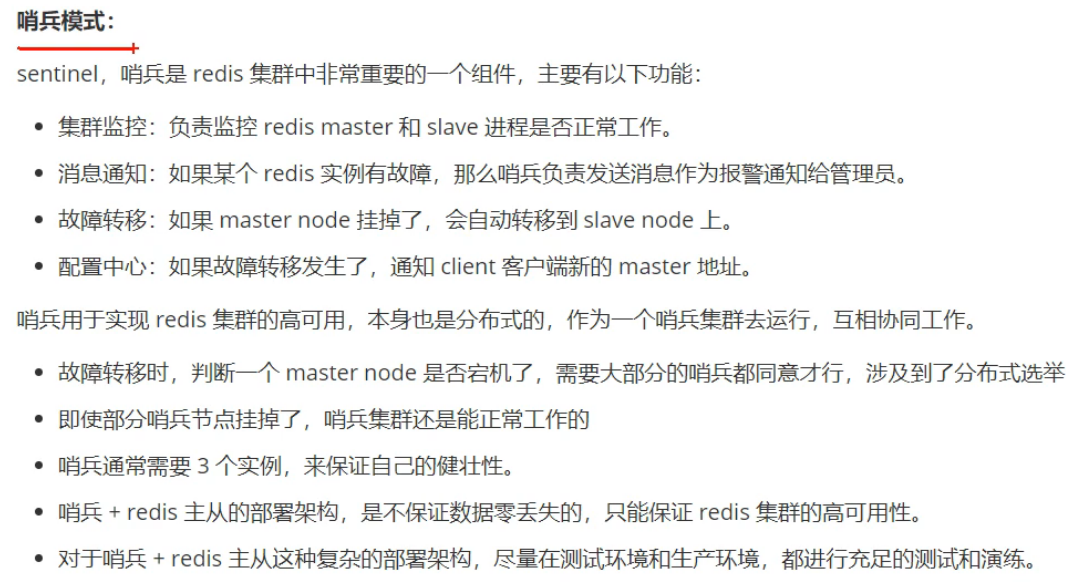 哨兵模式：
sentinel，哨兵是 redis 集群中非常重要的一个组件，主要有以下功能：
集群监控：负责监控 redis master 和 slave 进程是否正常工作。
消息通知：如果某个 redis 实例有故障，那么哨兵负责发送消息作为报警通知给管理员。
故障转移：如果 master node 挂掉了，会自动转移到 slave node 上。
配置中心：如果故障转移发生了，通知 client 客户端新的 master 地址。
哨兵用于实现 redis 集群的高可用，本身也是分布式的，作为一个哨兵集群去运行，互相协同工作。
故障转移时，判断一个 master node 是否宕机了，需要大部分的哨兵都同意才行，涉及到了分布式选举
即使部分哨兵节点挂掉了，哨兵集群还是能正常工作的
哨兵通常需要 3 个实例，来保证自己的健壮性。
哨兵 + redis 主从的部署架构，是不保证数据零丢失的，只能保证 redis 集群的高可用性。
对于哨兵 + redis 主从这种复杂的部署架构，尽量在测试环境和生产环境，都进行充足的测试和演练。